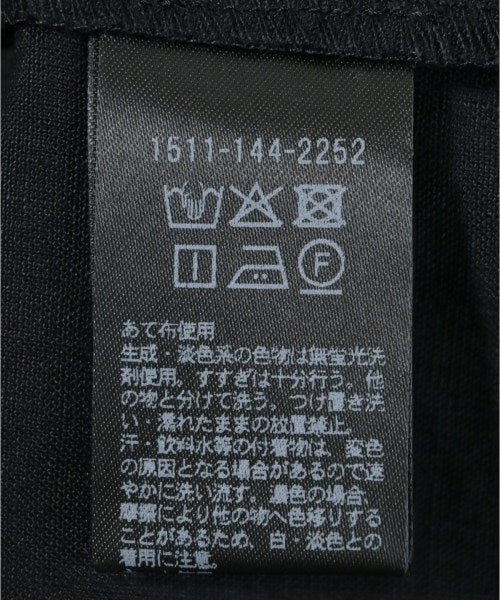 1511-144-2252
F
あて布使用
生成・淡色系の色物は無蛍光洗
剤使用。すすぎは十分行う。他
の物と分けて洗う。つけ置き洗
い・濡れたままの放置禁止。
汗・飲料水等の付着物は、変色
の原因となる場合があるので速
やかに洗い流す。濃色の場合、
摩擦により他の物へ色移りする
ことがあるため、白・淡色との
着用に注意。